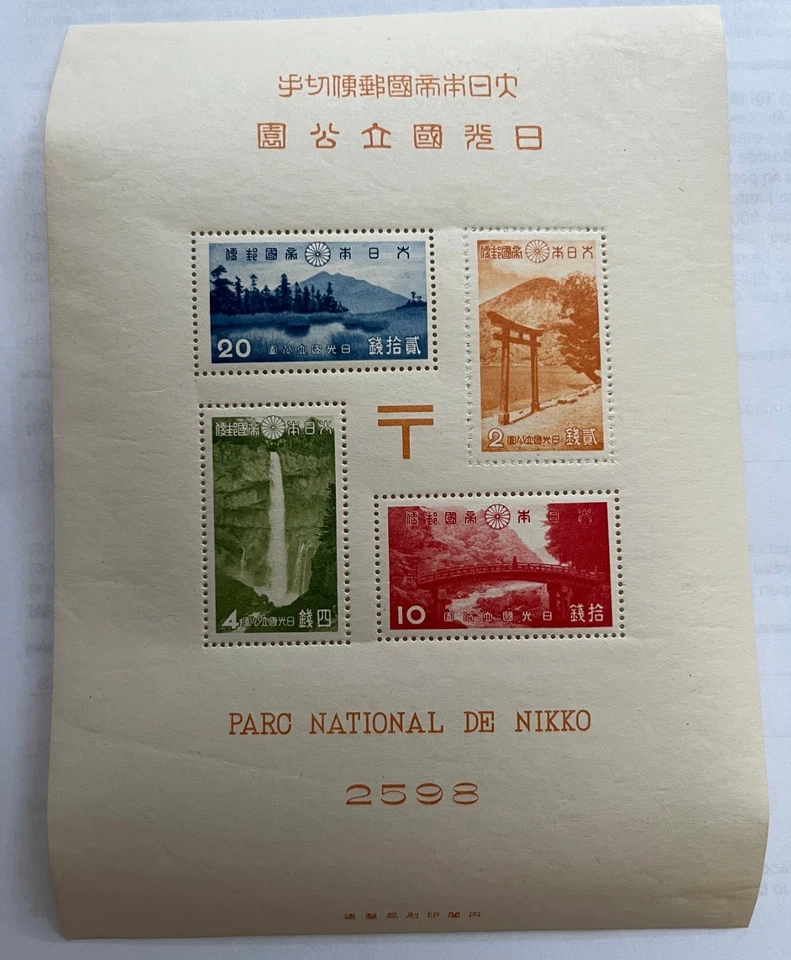 大日本帝國郵便切手
日光國立公園
大日本帝國郵便
貳拾錢 日光國立公園 20
大日本帝國郵便
貳錢 日光國立公園 2
〒
大日本帝國郵便
四錢 日光國立公園 4
大日本帝國郵便
拾錢 日光國立公園 10
PARC NATIONAL DE NIKKO
2598
内閣印刷局製造